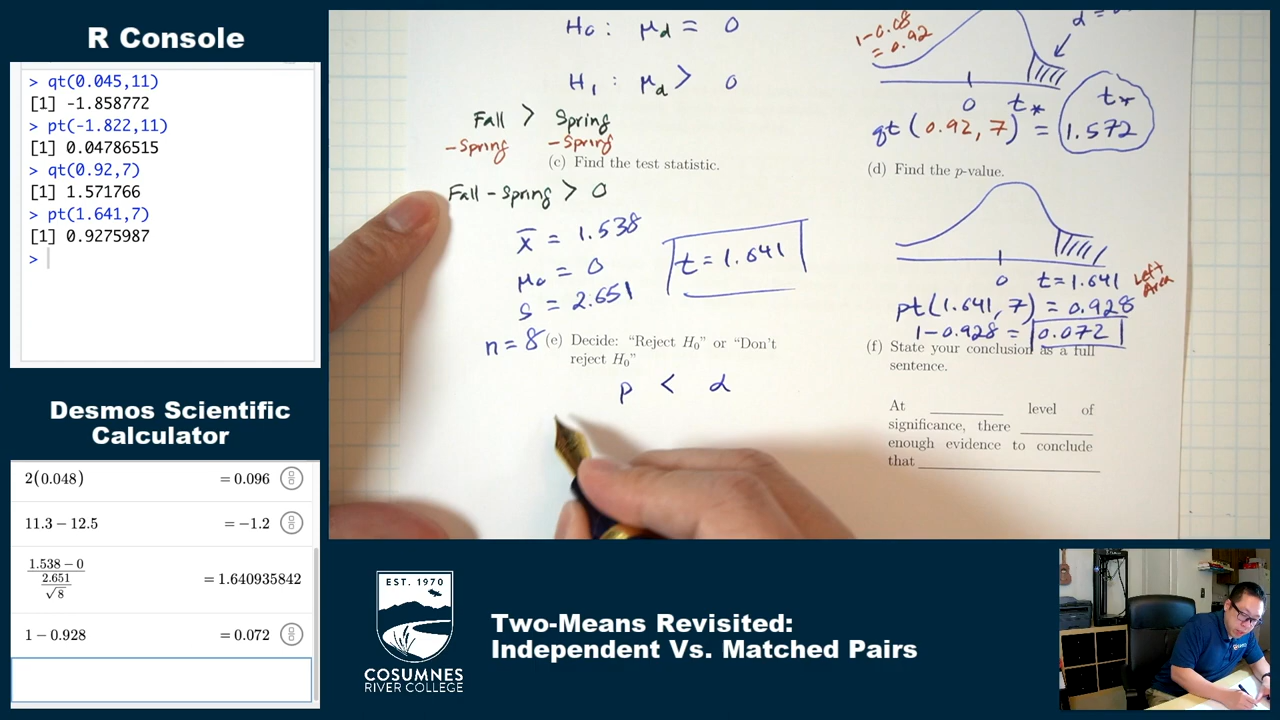 R Console
> qt(0.045,11)
[1] -1.858772
> pt(-1.822,11)
[1] 0.04786515
> qt(0.92,7)
[1] 1.571766
> pt(1.641,7)
[1] 0.9275987
>
Desmos Scientific
Calculator
2(0.048) = 0.096
11.3 − 12.5 = −1.2
1.538 − 0
2.651
√8
= 1.640935842
1 − 0.928 = 0.072
H₀: μd = 0
H₁: μd > 0
Fall > Spring
-Spring -Spring
(c) Find the test statistic.
Fall - Spring > 0
x̄ = 1.538
μ₀ = 0
s = 2.651
n = 8
t = 1.641
(e) Decide: “Reject H₀” or “Don’t
reject H₀”
p < α
1-0.08
= 0.92
0 t*
t*
qt(0.92, 7) = 1.572
(d) Find the p-value.
0 t = 1.641
Left
Area
pt(1.641, 7) = 0.928
1-0.928 = 0.072
(f) State your conclusion as a full
sentence.
At ________ level of
significance, there ________
enough evidence to conclude
that ________
EST. 1970
COSUMNES
RIVER COLLEGE
Two-Means Revisited:
Independent Vs. Matched Pairs